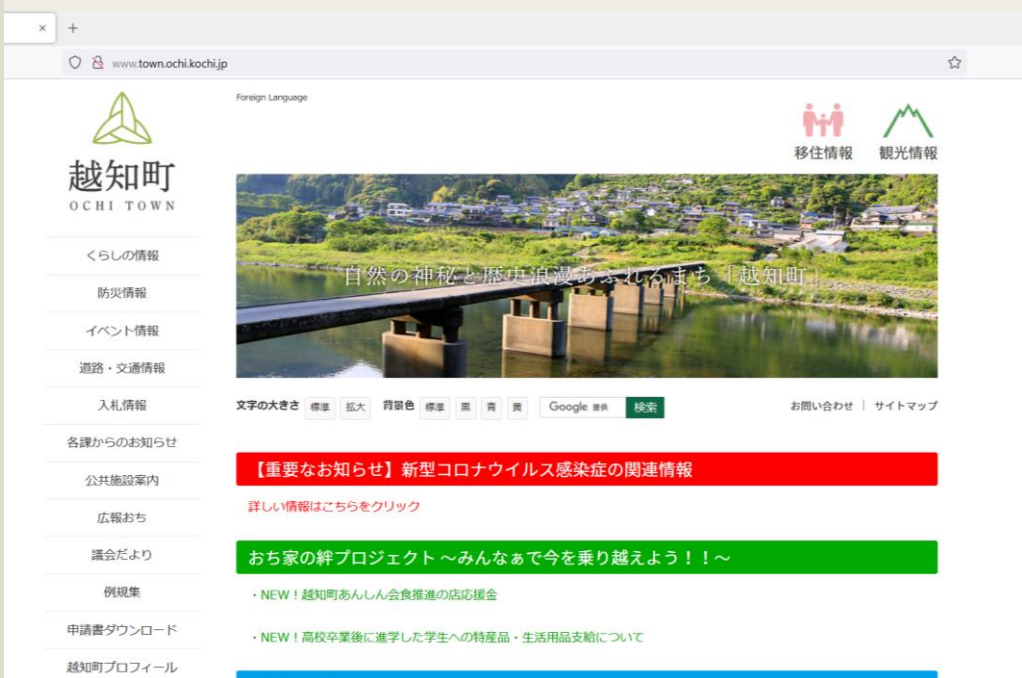 × +
www.town.ochi.kochi.jp
Foreign Language
越知町
OCHI TOWN
移住情報 観光情報
自然の神秘と歴史浪漫あふれるまち「越知町」
くらしの情報
防災情報
イベント情報
道路・交通情報
入札情報
各課からのお知らせ
公共施設案内
広報おち
議会だより
例規集
申請書ダウンロード
越知町プロフィール
文字の大きさ 標準 拡大 背景色 標準 黒 青 黄 Google 提供 検索 お問い合わせ | サイトマップ
【重要なお知らせ】新型コロナウイルス感染症の関連情報
詳しい情報はこちらをクリック
おち家の絆プロジェクト～みんなぁで今を乗り越えよう！！～
・NEW！越知町あんしん会食推進の店応援金
・NEW！高校卒業後に進学した学生への特産品・生活用品支給について